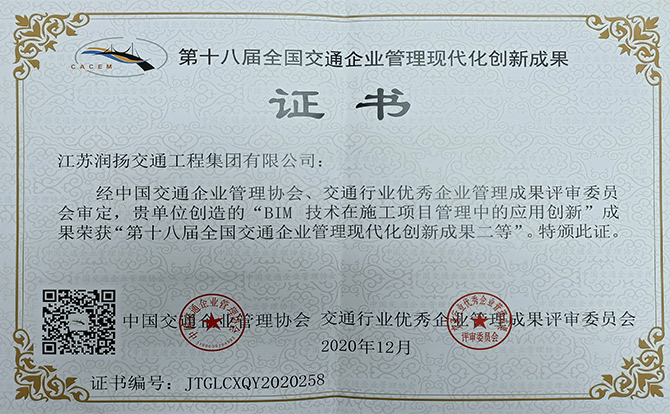 CACEM
第十八届全国交通企业管理现代化创新成果
证书
江苏润扬交通工程集团有限公司：
经中国交通企业管理协会、交通行业优秀企业管理成果评审委员
会审定，贵单位创造的“BIM 技术在施工项目管理中的应用创新”成
果荣获“第十八届全国交通企业管理现代化创新成果二等”。特颁此证。
中国交通企业管理协会
交通行业优秀企业管理成果评审委员会
评审委员会
2020年12月
证书编号：JTGLCXQY2020258